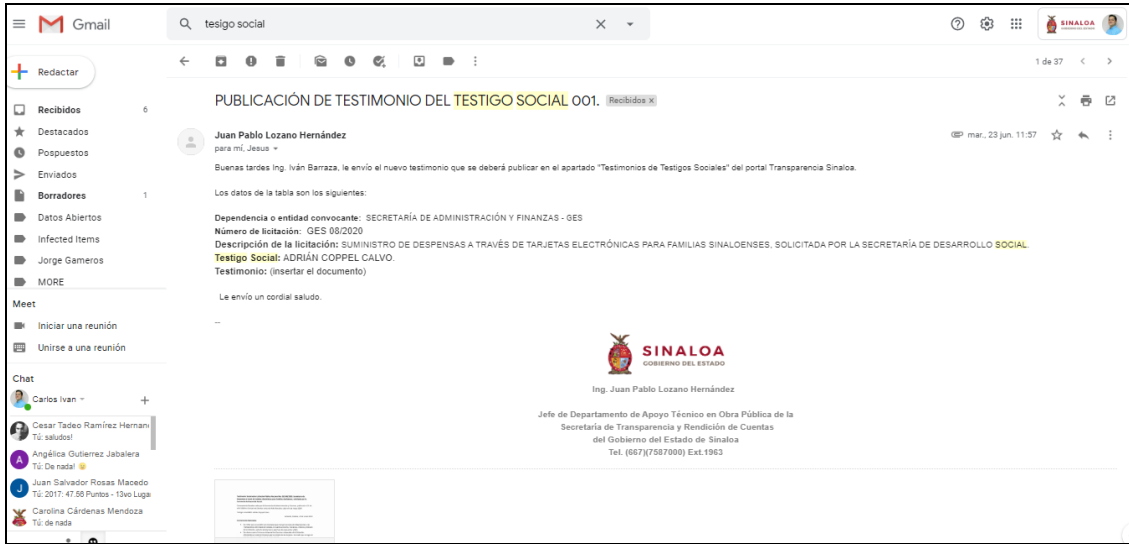 Gmail
tesigo social
SINALOA
Redactar
1 de 37
Recibidos 6
Destacados
Pospuestos
Enviados
Borradores 1
Datos Abiertos
Infected Items
Jorge Gameros
MORE
Meet
Iniciar una reunión
Unirse a una reunión
Chat
Carlos Ivan
Cesar Tadeo Ramírez Hernan
Tú: saludos!
A
Angélica Gutierrez Jabalera
Tú: De nada!
J
Juan Salvador Rosas Macedo
Tú: 2017: 47.56 Puntos - 13vo Lugar
Carolina Cárdenas Mendoza
Tú: de nada
PUBLICACIÓN DE TESTIMONIO DEL TESTIGO SOCIAL 001. Recibidos x
Juan Pablo Lozano Hernández
mar., 23 jun. 11:57
para mí, Jesus
Buenas tardes Ing. Iván Barraza, le envío el nuevo testimonio que se deberá publicar en el apartado "Testimonios de Testigos Sociales" del portal Transparencia Sinaloa.
Los datos de la tabla son los siguientes:
Dependencia o entidad convocante: SECRETARÍA DE ADMINISTRACIÓN Y FINANZAS - GES
Número de licitación: GES 08/2020
Descripción de la licitación: SUMINISTRO DE DESPENSAS A TRAVÉS DE TARJETAS ELECTRÓNICAS PARA FAMILIAS SINALOENSES, SOLICITADA POR LA SECRETARÍA DE DESARROLLO SOCIAL.
Testigo Social: ADRIÁN COPPEL CALVO.
Testimonio: (insertar el documento)
Le envío un cordial saludo.
--
SINALOA
GOBIERNO DEL ESTADO
Ing. Juan Pablo Lozano Hernández
Jefe de Departamento de Apoyo Técnico en Obra Pública de la
Secretaría de Transparencia y Rendición de Cuentas
del Gobierno del Estado de Sinaloa
Tel. (667)(7587000) Ext.1963